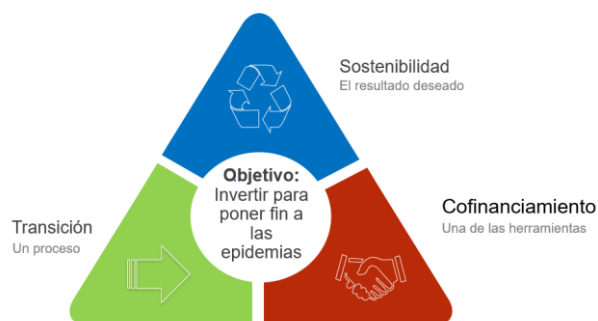 Sostenibilidad
El resultado deseado
Objetivo:
Invertir para
poner fin a
las
epidemias
Transición
Un proceso
Cofinanciamiento
Una de las herramientas